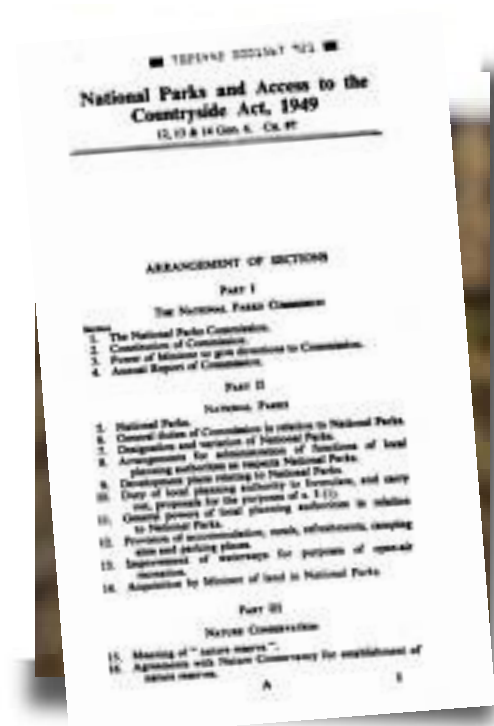 National Parks and Access to the
Countryside Act, 1949
12, 13 & 14 Geo. 6. Ch. 97
ARRANGEMENT OF SECTIONS
PART I
THE NATIONAL PARKS COMMISSION
Section
1. The National Parks Commission.
2. Constitution of Commission.
3. Power of Minister to give directions to Commission.
4. Annual Report of Commission.
PART II
NATIONAL PARKS
5. National Parks.
6. General duties of Commission in relation to National Parks.
7. Designation and variation of National Parks.
8. Arrangements for administration of functions of local
planning authorities as respects National Parks.
9. Development plans relating to National Parks.
10. Duty of local planning authority to formulate, and carry
out, proposals for the purposes of s. 5 (1).
11. General powers of local planning authorities in relation
to National Parks.
12. Provision of accommodation, meals, refreshments, camping
sites and parking places.
13. Improvement of waterways for purposes of open-air
recreation.
14. Acquisition by Minister of land in National Parks.
PART III
NATURE CONSERVATION
15. Meaning of " nature reserve ".
16. Agreements with Nature Conservancy for establishment of
nature reserves.
A 1